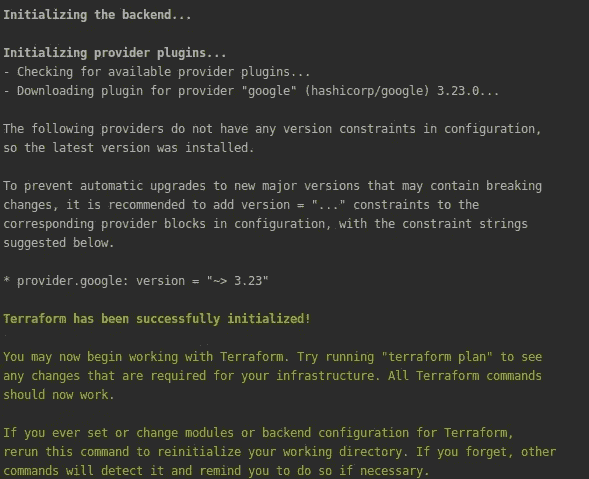 Initializing the backend...
Initializing provider plugins...
- Checking for available provider plugins...
- Downloading plugin for provider "google" (hashicorp/google) 3.23.0...
The following providers do not have any version constraints in configuration,
so the latest version was installed.
To prevent automatic upgrades to new major versions that may contain breaking
changes, it is recommended to add version = "..." constraints to the
corresponding provider blocks in configuration, with the constraint strings
suggested below.
* provider.google: version = "~> 3.23"
Terraform has been successfully initialized!
You may now begin working with Terraform. Try running "terraform plan" to see
any changes that are required for your infrastructure. All Terraform commands
should now work.
If you ever set or change modules or backend configuration for Terraform,
rerun this command to reinitialize your working directory. If you forget, other
commands will detect it and remind you to do so if necessary.